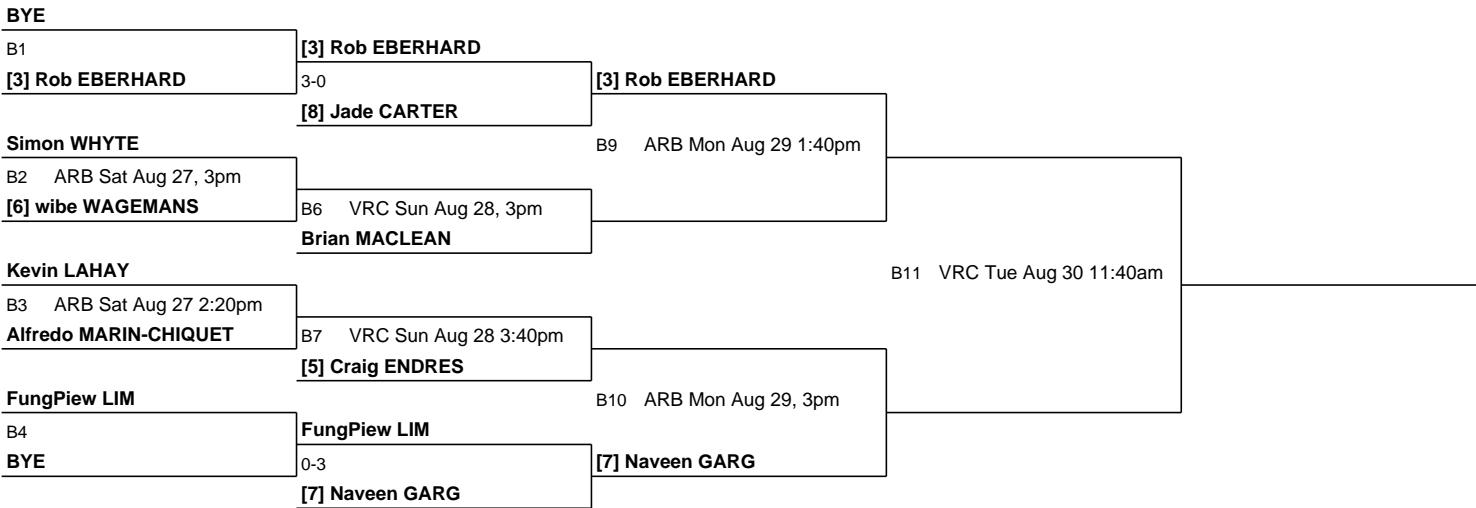 BYE
B1
[3] Rob EBERHARD
[3] Rob EBERHARD
3-0
[3] Rob EBERHARD
[8] Jade CARTER
Simon WHYTE
B9 ARB Mon Aug 29 1:40pm
B2 ARB Sat Aug 27, 3pm
[6] wibe WAGEMANS
B6 VRC Sun Aug 28, 3pm
Brian MACLEAN
Kevin LAHAY
B11 VRC Tue Aug 30 11:40am
B3 ARB Sat Aug 27 2:20pm
Alfredo MARIN-CHIQUET
B7 VRC Sun Aug 28 3:40pm
[5] Craig ENDRES
FungPiew LIM
B10 ARB Mon Aug 29, 3pm
B4
FungPiew LIM
BYE
0-3
[7] Naveen GARG
[7] Naveen GARG